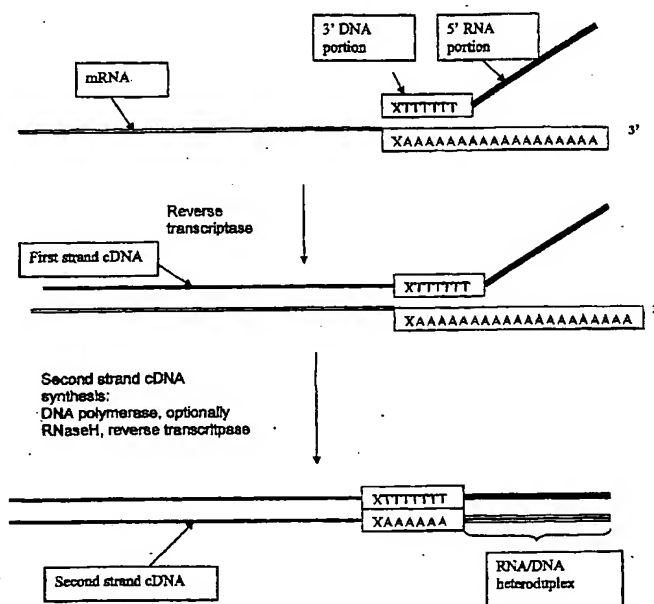 3' DNA
portion
5' RNA
portion
mRNA
XTTTTTT
XAAAAAAAAAAAAAAAAA
3'
Reverse
transcriptase
First strand cDNA
XTTTTTT
XAAAAAAAAAAAAAAAAAAA
Second strand cDNA
synthesis:
DNA polymerase, optionally
RNaseH, reverse transcritpase
XTTTTTTT
XAAAAAA
Second strand cDNA
RNA/DNA
heteroduplex